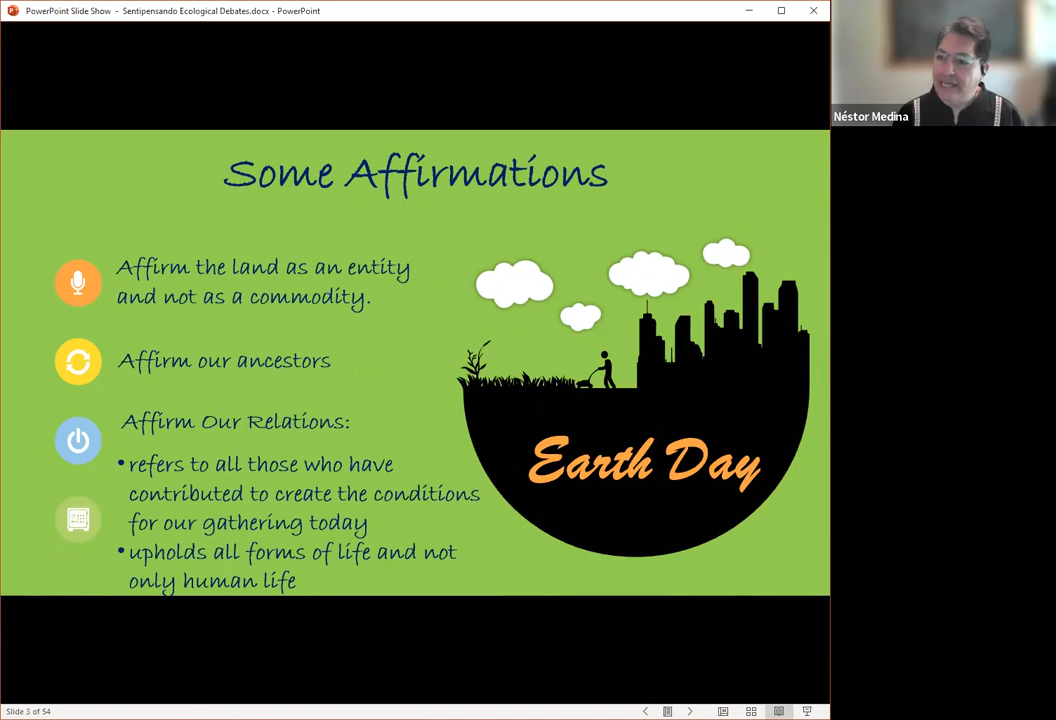 PowerPoint Slide Show - Sentipensando Ecological Debates.docx - PowerPoint
Néstor Medina
Some Affirmations
Affirm the land as an entity
and not as a commodity.
Affirm our ancestors
Affirm Our Relations:
•refers to all those who have
contributed to create the conditions
for our gathering today
•upholds all forms of life and not
only human life
Earth Day
Slide 3 of 54